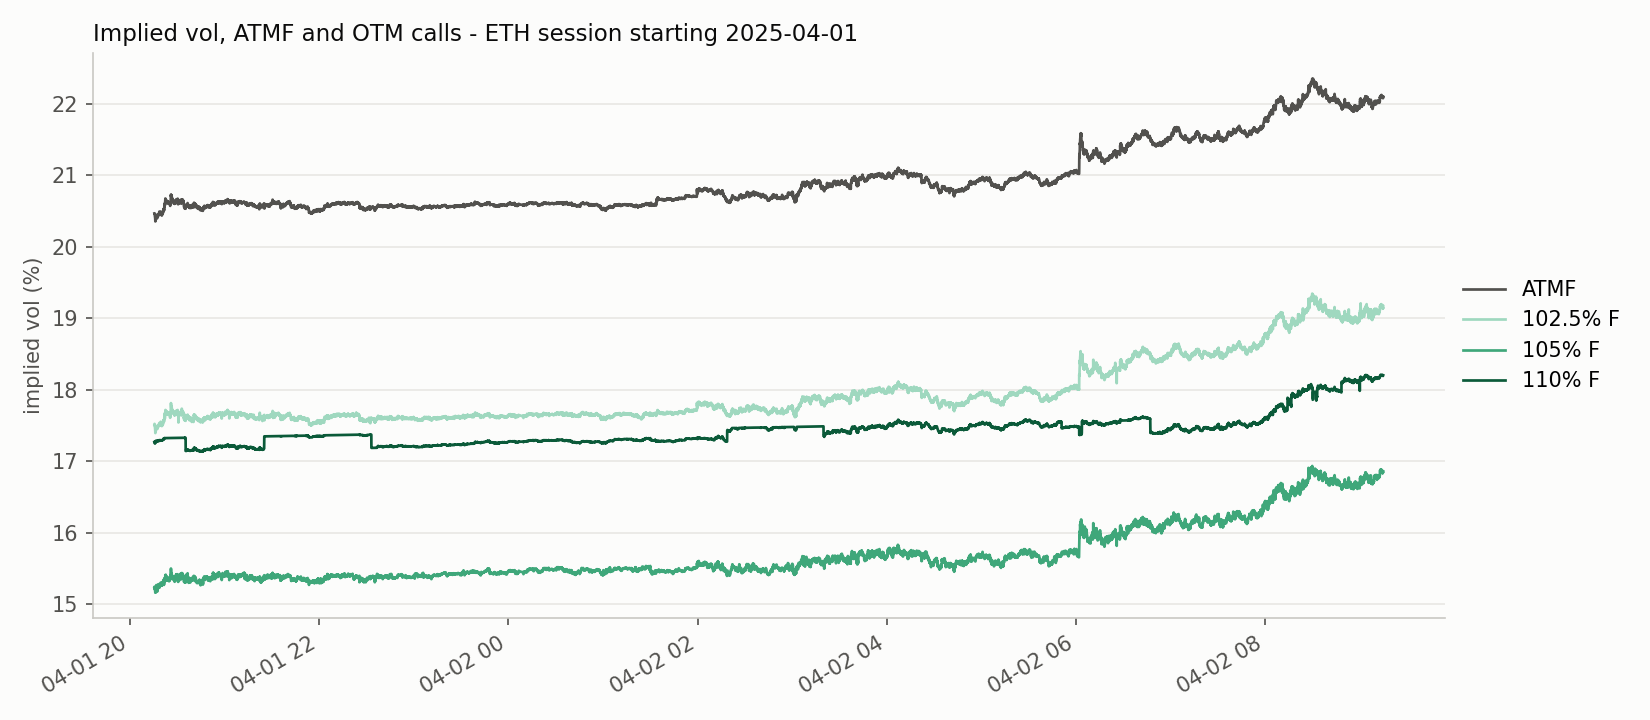 Implied vol, ATMF and OTM calls - ETH session starting 2025-04-01
implied vol (%)
22
21
20
19
18
17
16
15
04-01 20
04-01 22
04-02 00
04-02 02
04-02 04
04-02 06
04-02 08
ATMF
102.5% F
105% F
110% F